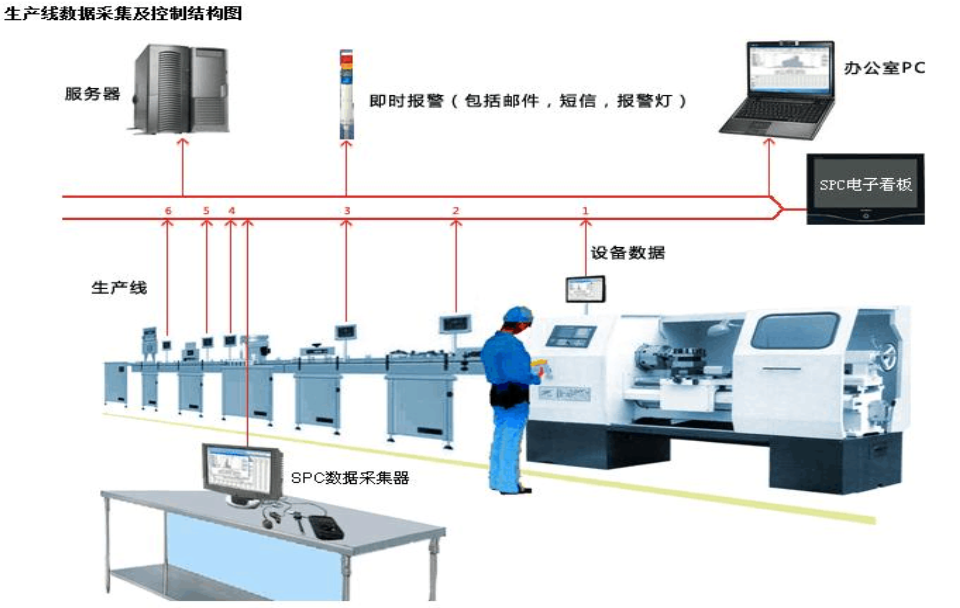 生产线数据采集及控制结构图
服务器
即时报警（包括邮件，短信，报警灯）
办公室PC
SPC电子看板
6 5 4 3 2 1
设备数据
生产线
SPC数据采集器